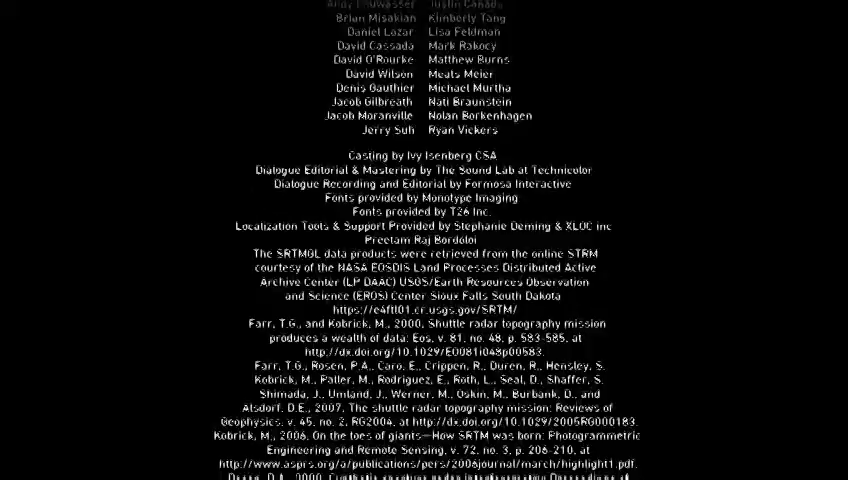 Justin Canada
Brian Misakian Kimberly Tang
Daniel Lazar Lisa Feldman
David Cassada Mark Rakocy
David O'Rourke Matthew Burns
David Wilson Meats Meier
Denis Gauthier Michael Murtha
Jacob Gilbreath Nati Braunstein
Jacob Moranville Nolan Borkenhagen
Jerry Suh Ryan Vickers
Casting by Ivy Isenberg CSA
Dialogue Editorial & Mastering by The Sound Lab at Technicolor
Dialogue Recording and Editorial by Formosa Interactive
Fonts provided by Monotype Imaging
Fonts provided by T26 Inc.
Localization Tools & Support Provided by Stephanie Deming & XLOC inc
Preetam Raj Bordoloi
The SRTMGL data products were retrieved from the online STRM
courtesy of the NASA EOSDIS Land Processes Distributed Active
Archive Center (LP DAAC) USGS/Earth Resources Observation
and Science (EROS) Center Sioux Falls South Dakota
https://e4ftl01.cr.usgs.gov/SRTM/
Farr, T.G., and Kobrick, M., 2000, Shuttle radar topography mission
produces a wealth of data: Eos, v. 81, no. 48, p. 583-585, at
http://dx.doi.org/10.1029/EO081i048p00583.
Farr, T.G., Rosen, P.A., Caro, E., Crippen, R., Duren, R., Hensley, S.
Kobrick, M., Paller, M., Rodriguez, E., Roth, L., Seal, D., Shaffer, S.
Shimada, J., Umland, J., Werner, M., Oskin, M., Burbank, D., and
Alsdorf, D.E., 2007, The shuttle radar topography mission: Reviews of
Geophysics, v. 45, no. 2, RG2004, at http://dx.doi.org/10.1029/2005RG000183.
Kobrick, M., 2006, On the toes of giants—How SRTM was born: Photogrammetric
Engineering and Remote Sensing, v. 72, no. 3, p. 206-210, at
http://www.asprs.org/a/publications/pers/2006journal/march/highlight1.pdf.